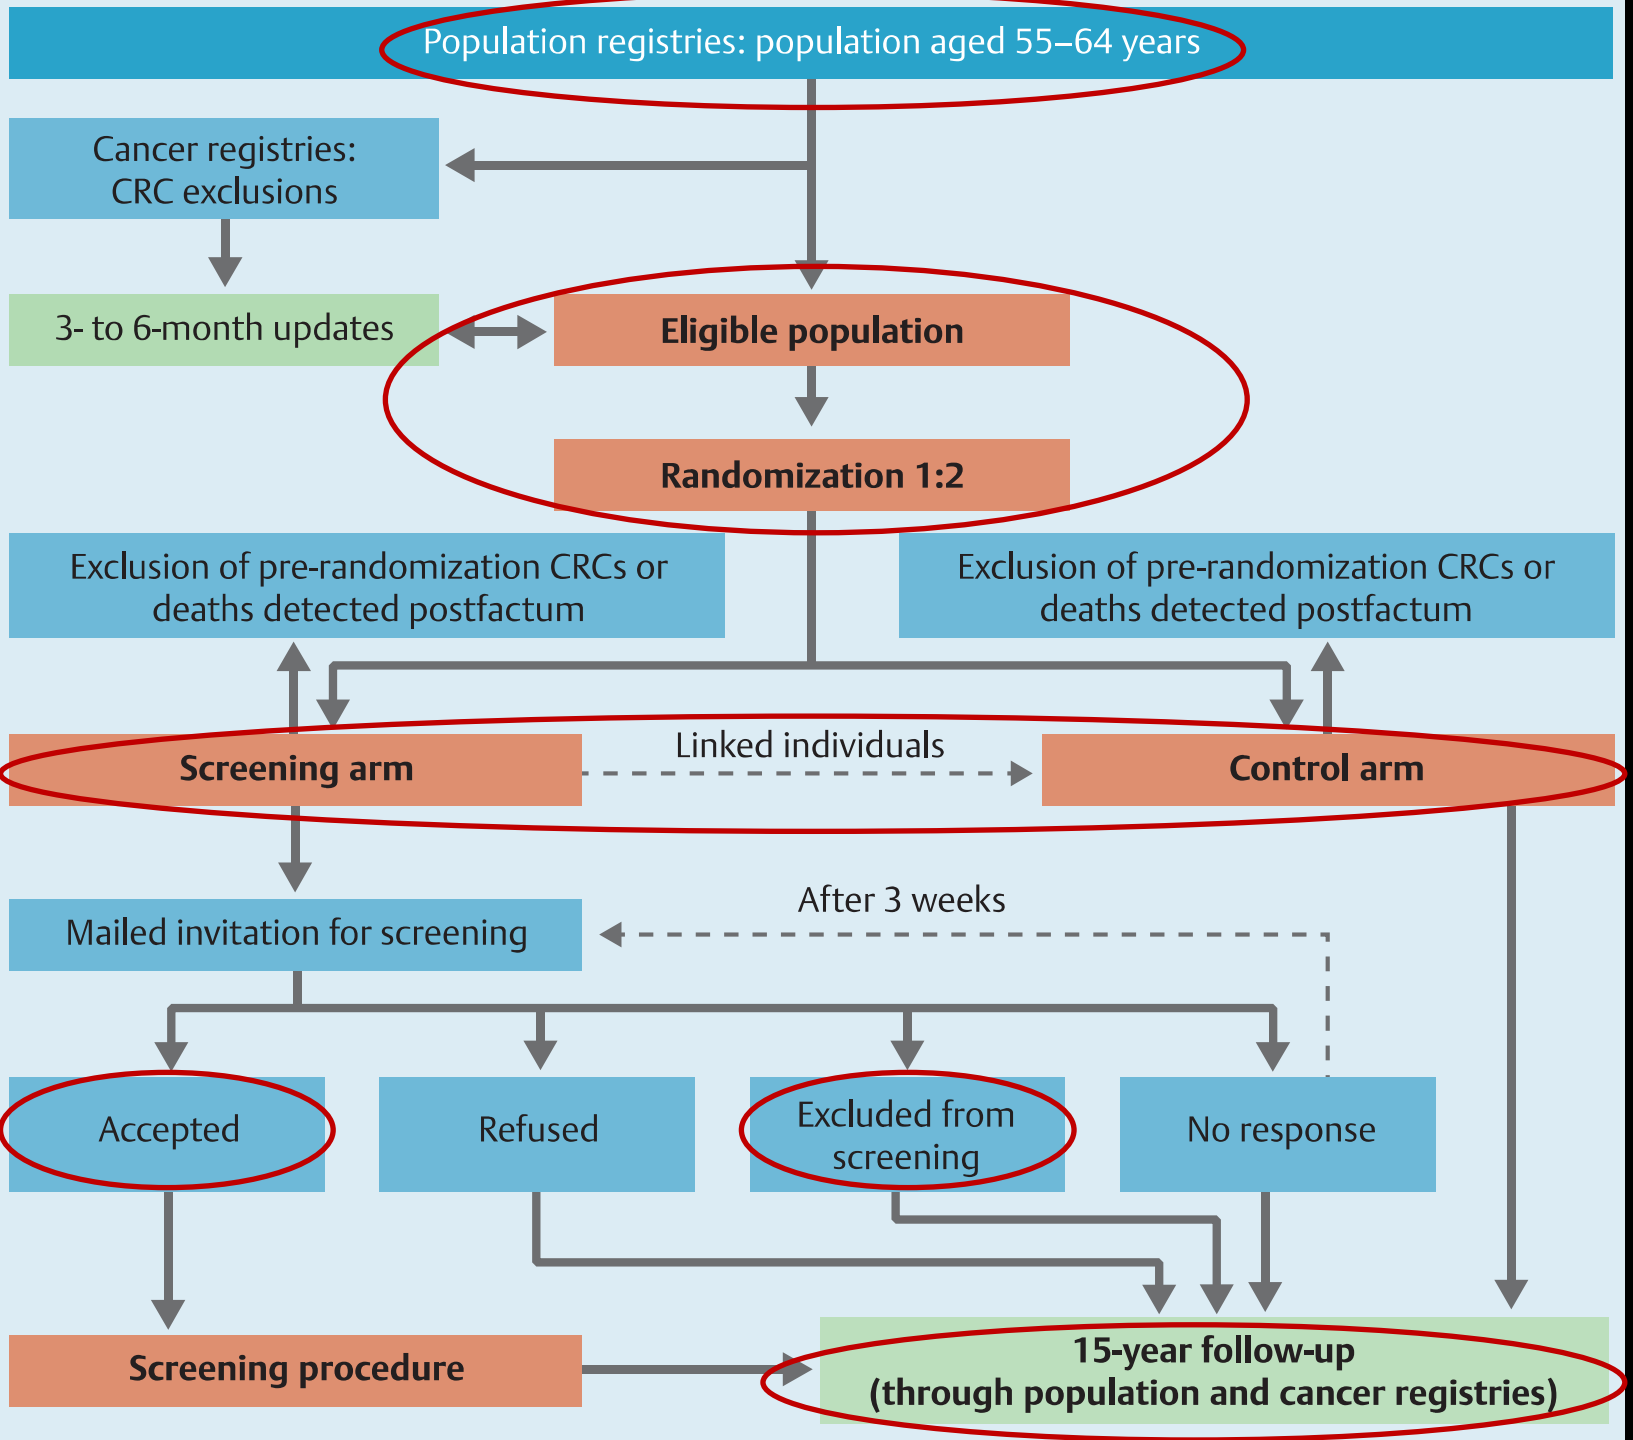 Population registries: population aged 55–64 years
Cancer registries:
CRC exclusions
3- to 6-month updates
Eligible population
Randomization 1:2
Exclusion of pre-randomization CRCs or
deaths detected postfactum
Exclusion of pre-randomization CRCs or
deaths detected postfactum
Screening arm
Linked individuals
Control arm
After 3 weeks
Mailed invitation for screening
Accepted
Refused
Excluded from
screening
No response
Screening procedure
15-year follow-up
(through population and cancer registries)